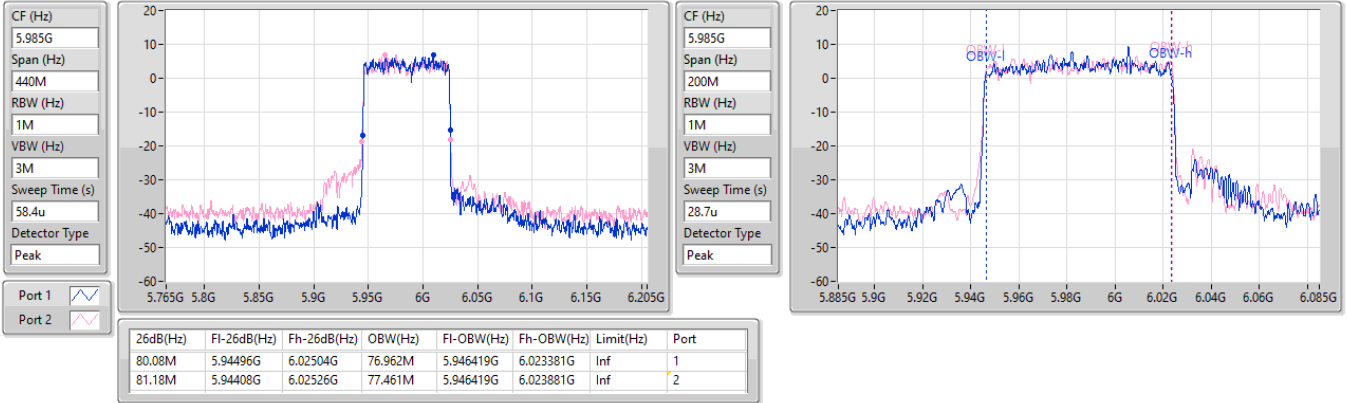 CF (Hz)
5.985G
Span (Hz)
440M
RBW (Hz)
1M
VBW (Hz)
3M
Sweep Time (s)
58.4u
Detector Type
Peak
Port 1
Port 2
20
10
0
-10
-20
-30
-40
-50
-60
5.765G 5.8G 5.85G 5.9G 5.95G 6G 6.05G 6.1G 6.15G 6.205G
CF (Hz)
5.985G
Span (Hz)
200M
RBW (Hz)
1M
VBW (Hz)
3M
Sweep Time (s)
28.7u
Detector Type
Peak
20
10
0
-10
-20
-30
-40
-50
-60
OBW-l OBW-h
OBW-l OBW-h
5.885G 5.9G 5.92G 5.94G 5.96G 5.98G 6G 6.02G 6.04G 6.06G 6.085G
26dB(Hz) Fl-26dB(Hz) Fh-26dB(Hz) OBW(Hz) Fl-OBW(Hz) Fh-OBW(Hz) Limit(Hz) Port
80.08M 5.94496G 6.02504G 76.962M 5.946419G 6.023381G Inf 1
81.18M 5.94408G 6.02526G 77.461M 5.946419G 6.023881G Inf 2